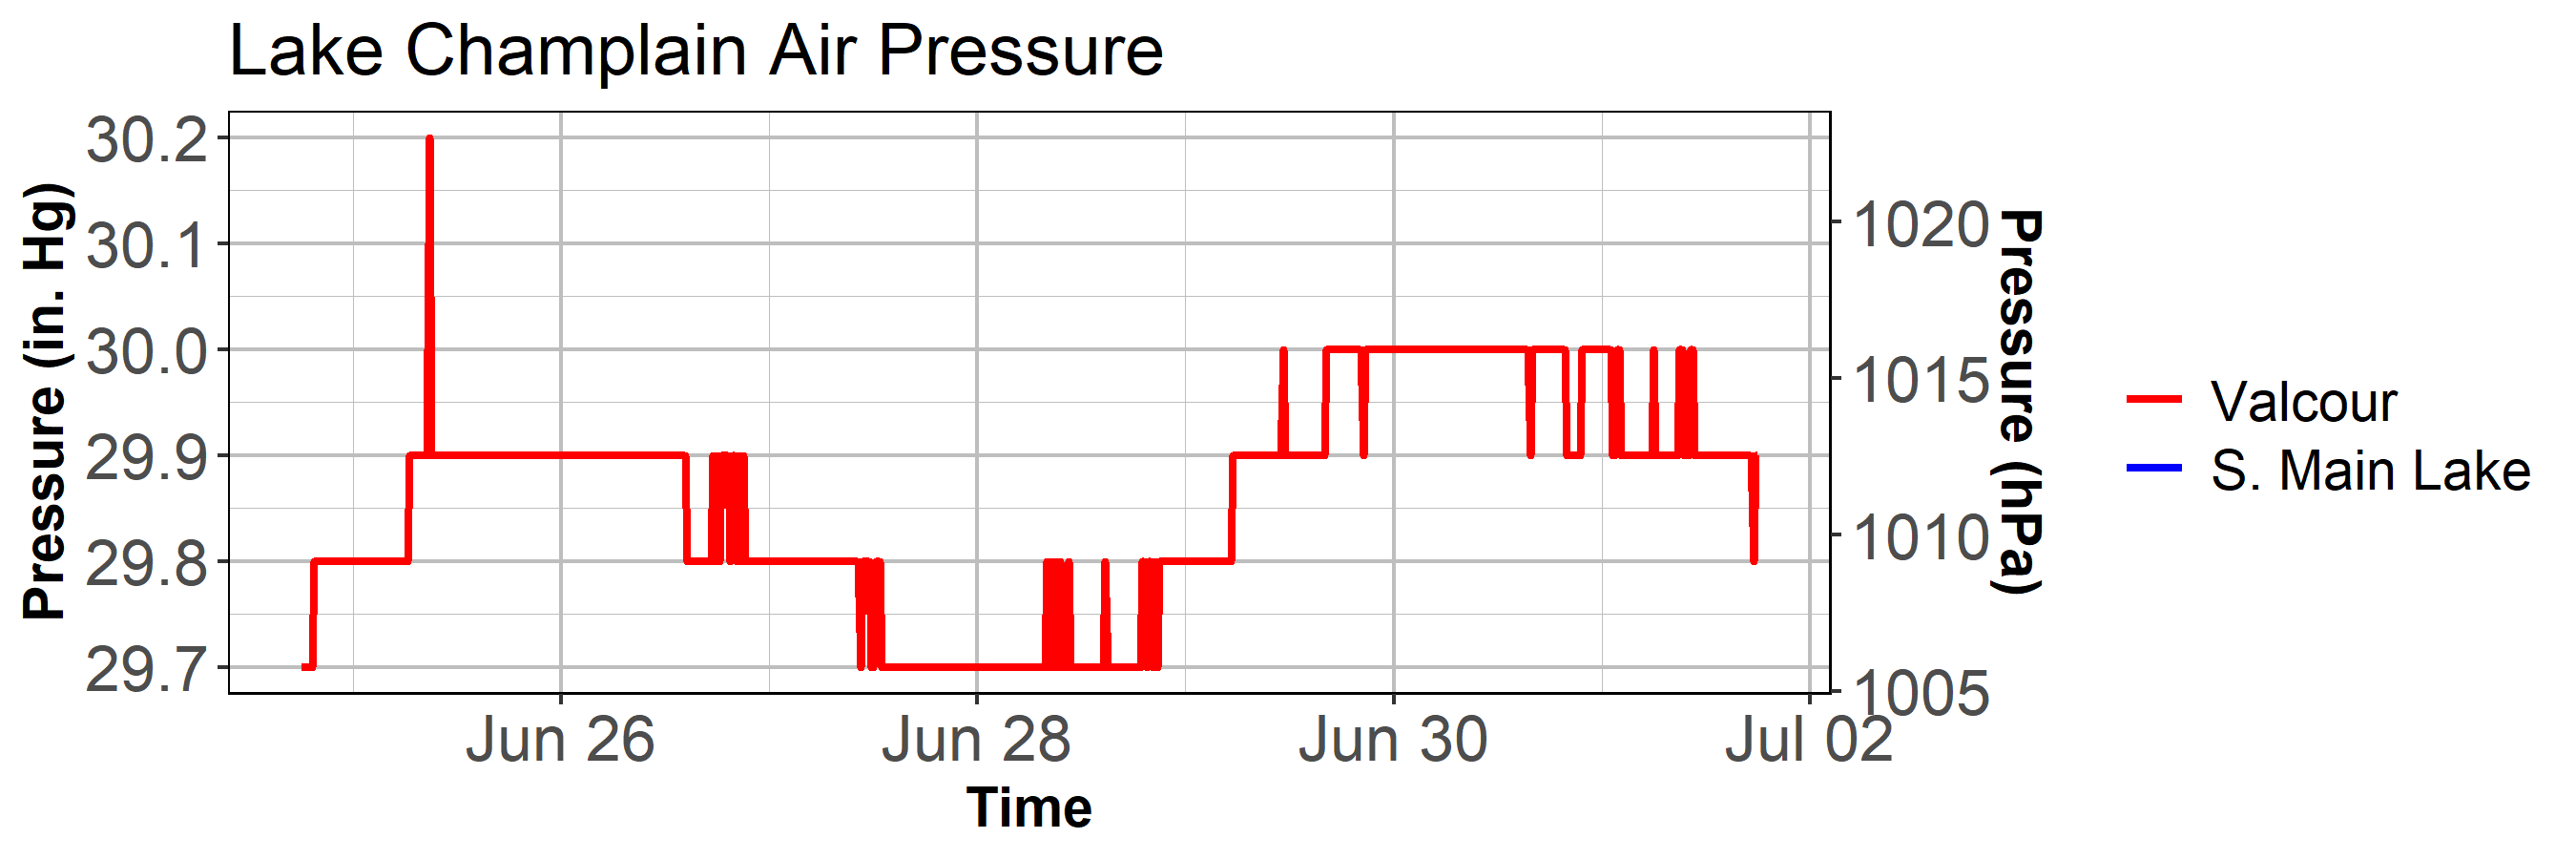 Lake Champlain Air Pressure
Pressure (in. Hg)
30.2
30.1
30.0
29.9
29.8
29.7
1020
1015
1010
1005
Pressure (hPa)
Jun 26
Jun 28
Jun 30
Jul 02
Time
Valcour
S. Main Lake